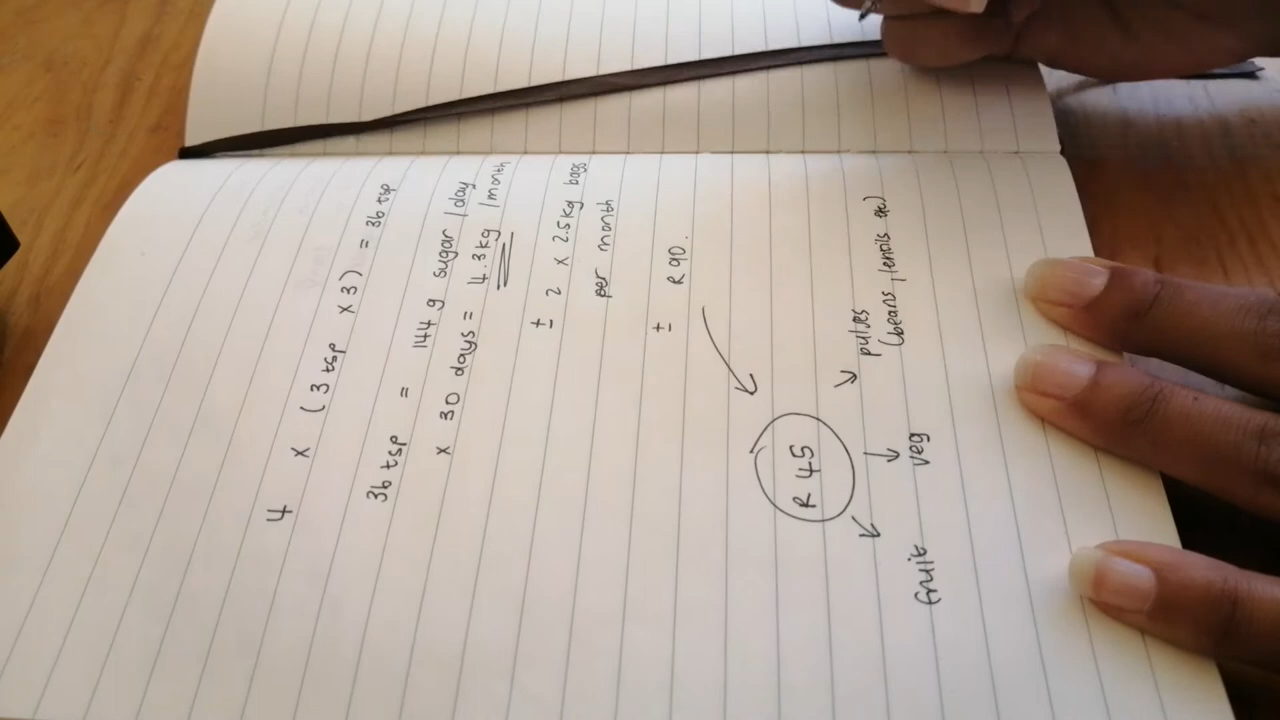 4 x (3 tsp x 3) = 36 tsp
36 tsp = 144 g sugar /day
x 30 days = 4.3 kg /month
± 2 x 2.5 kg bags
per month
± R 90.
R 45
fruit veg pulses
(beans, lentils etc)